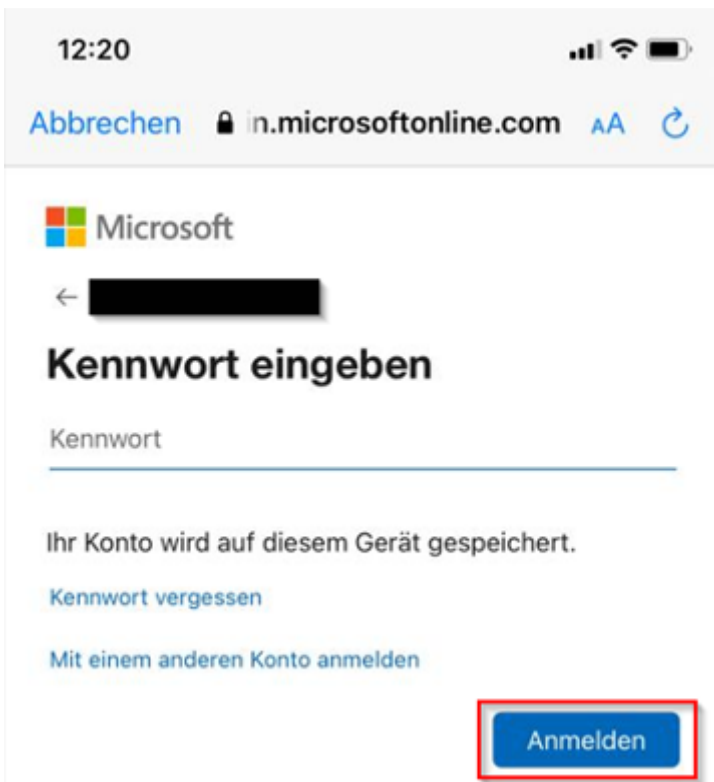 12:20
Abbrechen in.microsoftonline.com AA
Microsoft
Kennwort eingeben
Kennwort
Ihr Konto wird auf diesem Gerät gespeichert.
Kennwort vergessen
Mit einem anderen Konto anmelden
Anmelden